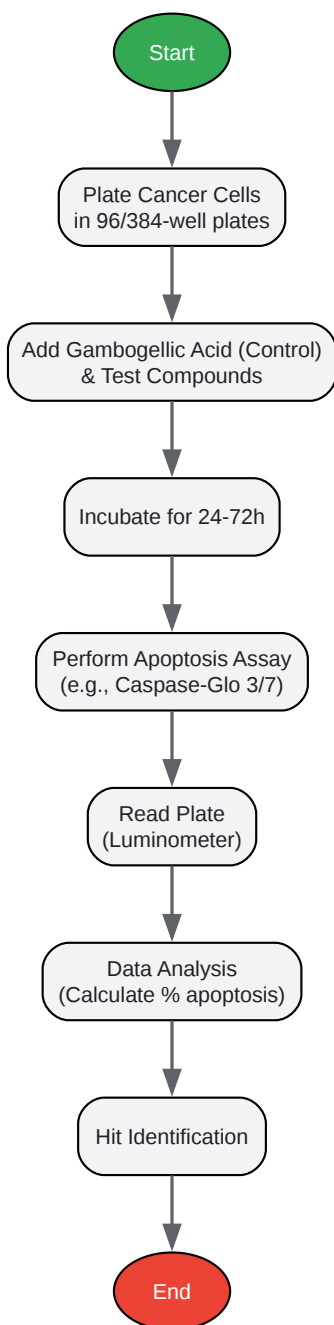 Start
Plate Cancer Cells
in 96/384-well plates
Add Gambogellic Acid (Control)
& Test Compounds
Incubate for 24-72h
Perform Apoptosis Assay
(e.g., Caspase-Glo 3/7)
Read Plate
(Luminometer)
Data Analysis
(Calculate % apoptosis)
Hit Identification
End